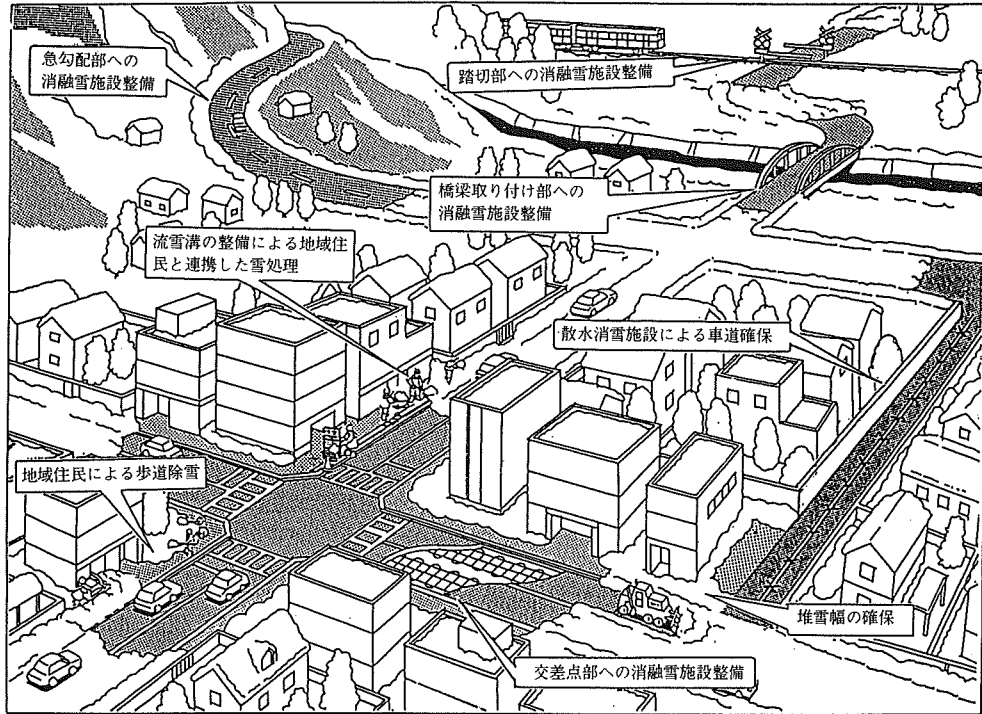 急勾配部への
消融雪施設整備
踏切部への消融雪施設整備
橋梁取り付け部への
消融雪施設整備
流雪溝の整備による地域住
民と連携した雪処理
散水消雪施設による車道確保
地域住民による歩道除雪
堆雪幅の確保
交差点部への消融雪施設整備